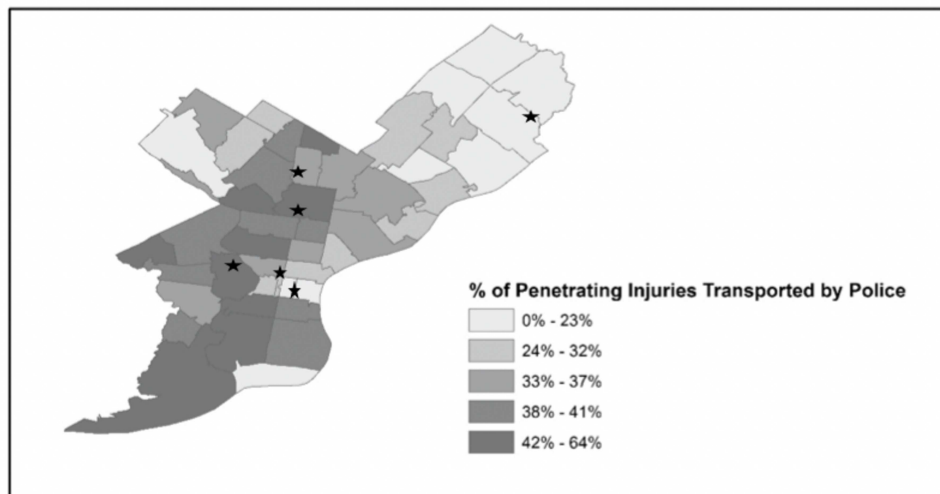 % of Penetrating Injuries Transported by Police
0% - 23%
24% - 32%
33% - 37%
38% - 41%
42% - 64%